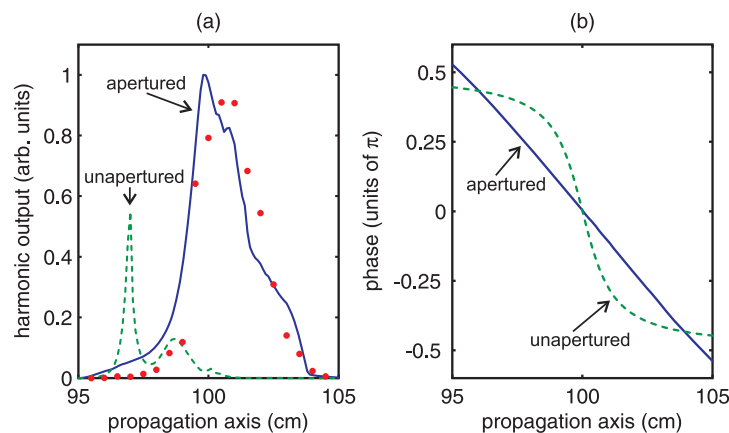 (a)
harmonic output (arb. units)
1
0.8
0.6
0.4
0.2
0
apertured
unapertured
95
100
105
propagation axis (cm)
(b)
phase (units of π)
0.5
0.25
0
-0.25
-0.5
apertured
unapertured
95
100
105
propagation axis (cm)